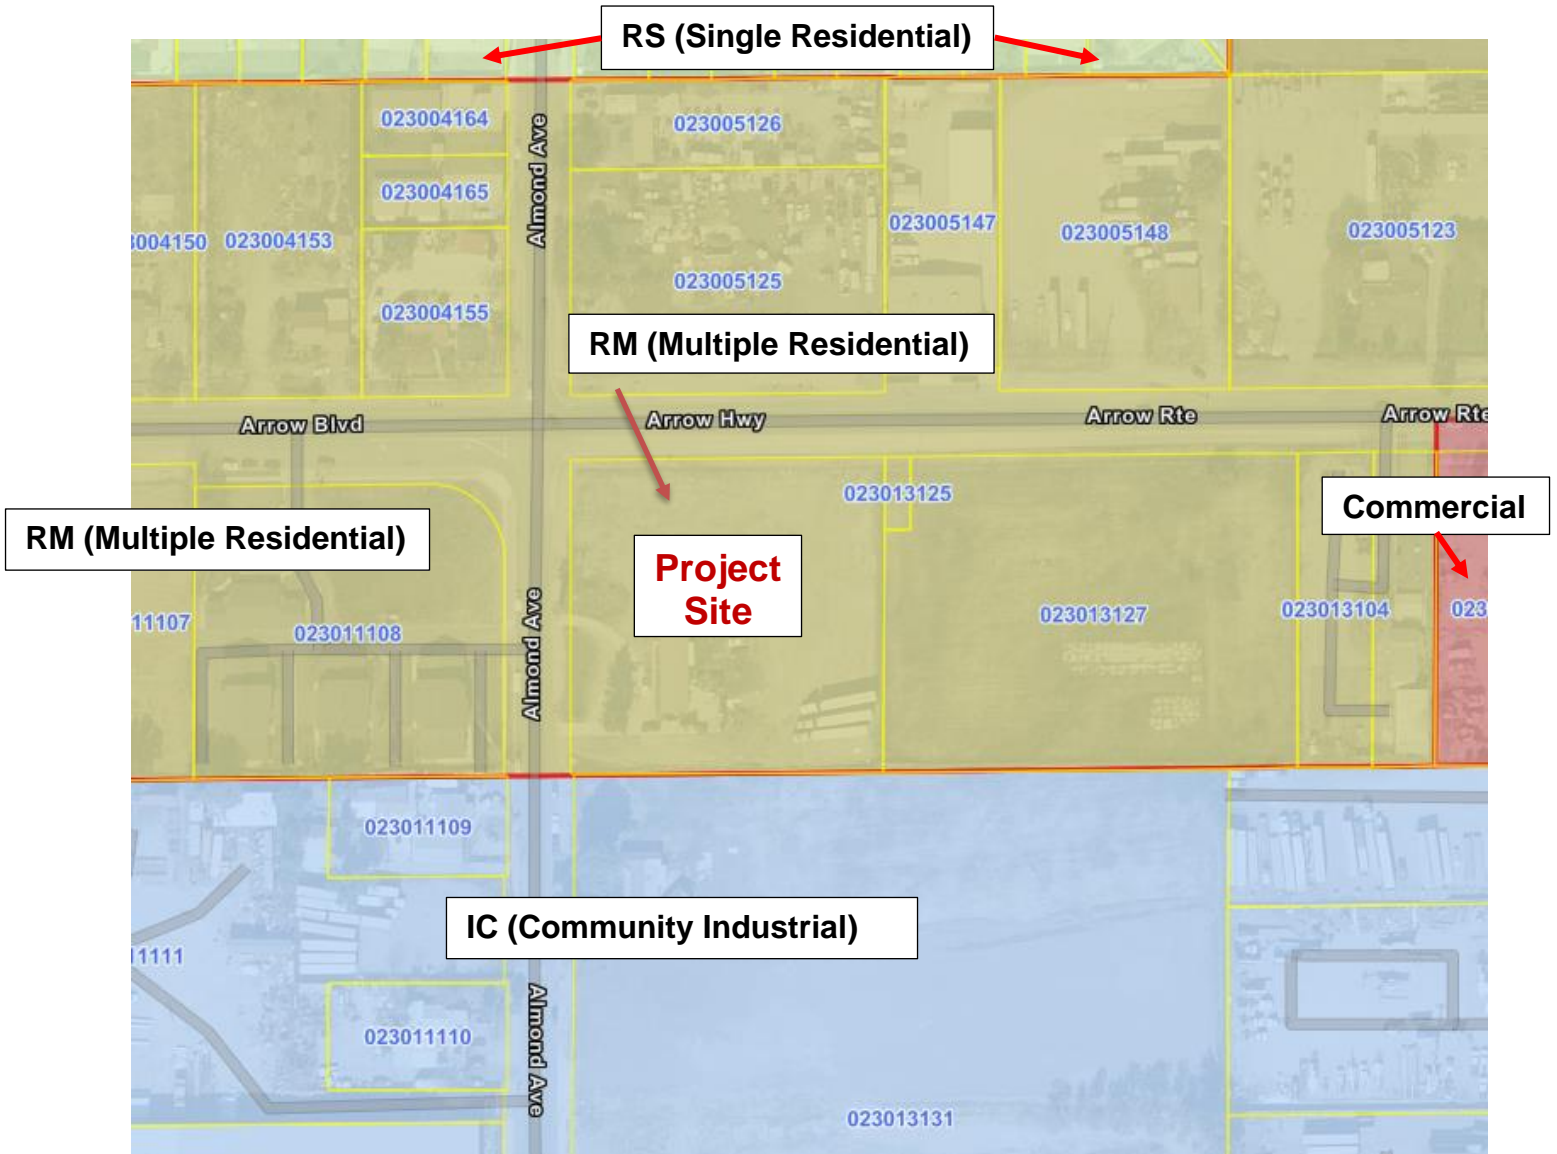 RS (Single Residential)
023004164
023005126
Almond Ave
023004165
023005147
023005148
023005123
3004150
023004153
023005125
023004155
RM (Multiple Residential)
Arrow Blvd
Arrow Hwy
Arrow Rte
Arrow Rte
023013125
Commercial
RM (Multiple Residential)
Project
Site
11107
023011108
Almond Ave
023013127
023013104
023
023011109
IC (Community Industrial)
11111
023011110
Almond Ave
023013131